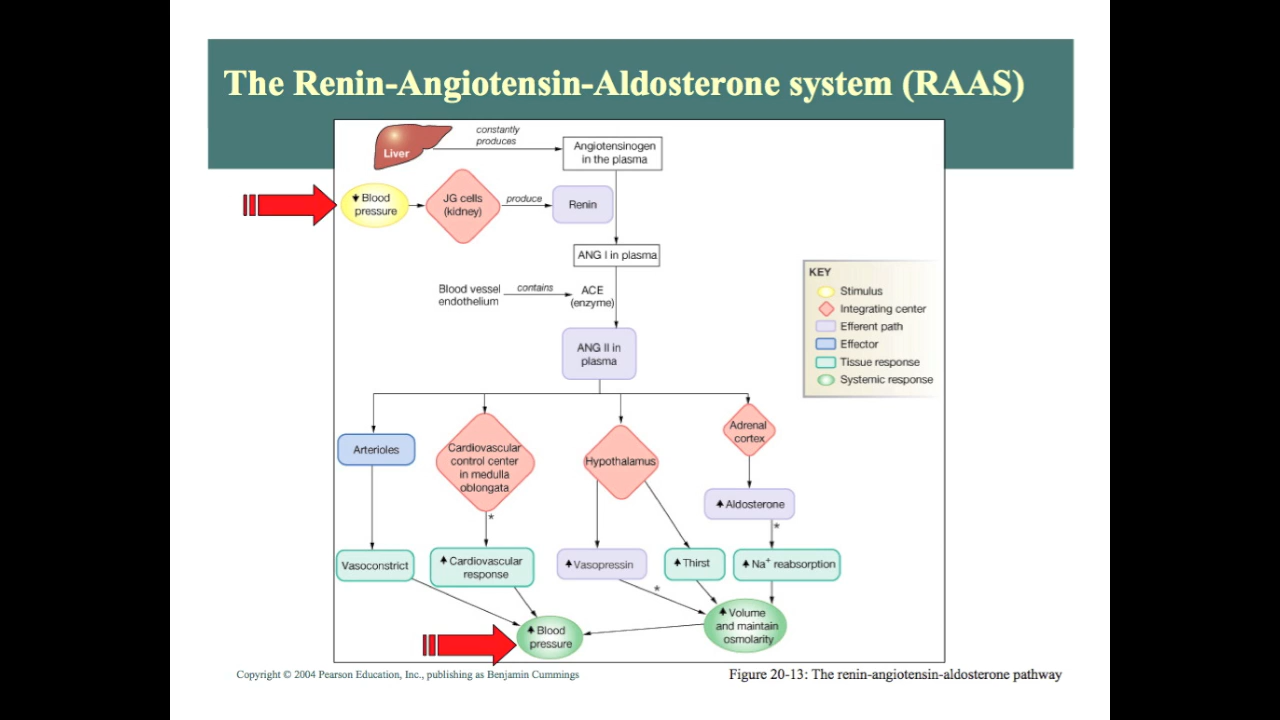 The Renin-Angiotensin-Aldosterone system (RAAS)
Liver
constantly
produces
Angiotensinogen
in the plasma
Blood
pressure
JG cells
(kidney)
produce
Renin
ANG I in plasma
Blood vessel
endothelium
contains
ACE
(enzyme)
ANG II in
plasma
KEY
Stimulus
Integrating center
Efferent path
Effector
Tissue response
Systemic response
Arterioles
Cardiovascular
control center
in medulla
oblongata
Hypothalamus
Adrenal
cortex
Aldosterone
*
*
Vasoconstrict
Cardiovascular
response
Vasopressin
Thirst
Na⁺ reabsorption
*
Blood
pressure
Volume
and maintain
osmolarity
Copyright © 2004 Pearson Education, Inc., publishing as Benjamin Cummings
Figure 20-13: The renin-angiotensin-aldosterone pathway